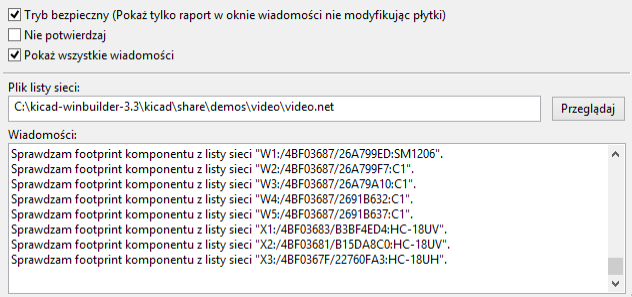 Tryb bezpieczny (Pokaż tylko raport w oknie wiadomości nie modyfikując płytki)
Nie potwierdzaj
Pokaż wszystkie wiadomości
Plik listy sieci:
C:\kicad-winbuilder-3.3\kicad\share\demos\video\video.net
Przeglądaj
Wiadomości:
Sprawdzam footprint komponentu z listy sieci "W1:/4BF03687/26A799ED:SM1206".
Sprawdzam footprint komponentu z listy sieci "W2:/4BF03687/26A799F7:C1".
Sprawdzam footprint komponentu z listy sieci "W3:/4BF03687/26A79A10:C1".
Sprawdzam footprint komponentu z listy sieci "W4:/4BF03687/2691B632:C1".
Sprawdzam footprint komponentu z listy sieci "W5:/4BF03687/2691B637:C1".
Sprawdzam footprint komponentu z listy sieci "X1:/4BF03683/B3BF4ED4:HC-18UV".
Sprawdzam footprint komponentu z listy sieci "X2:/4BF03681/B15DA8C0:HC-18UV".
Sprawdzam footprint komponentu z listy sieci "X3:/4BF0367F/22760FA3:HC-18UH".